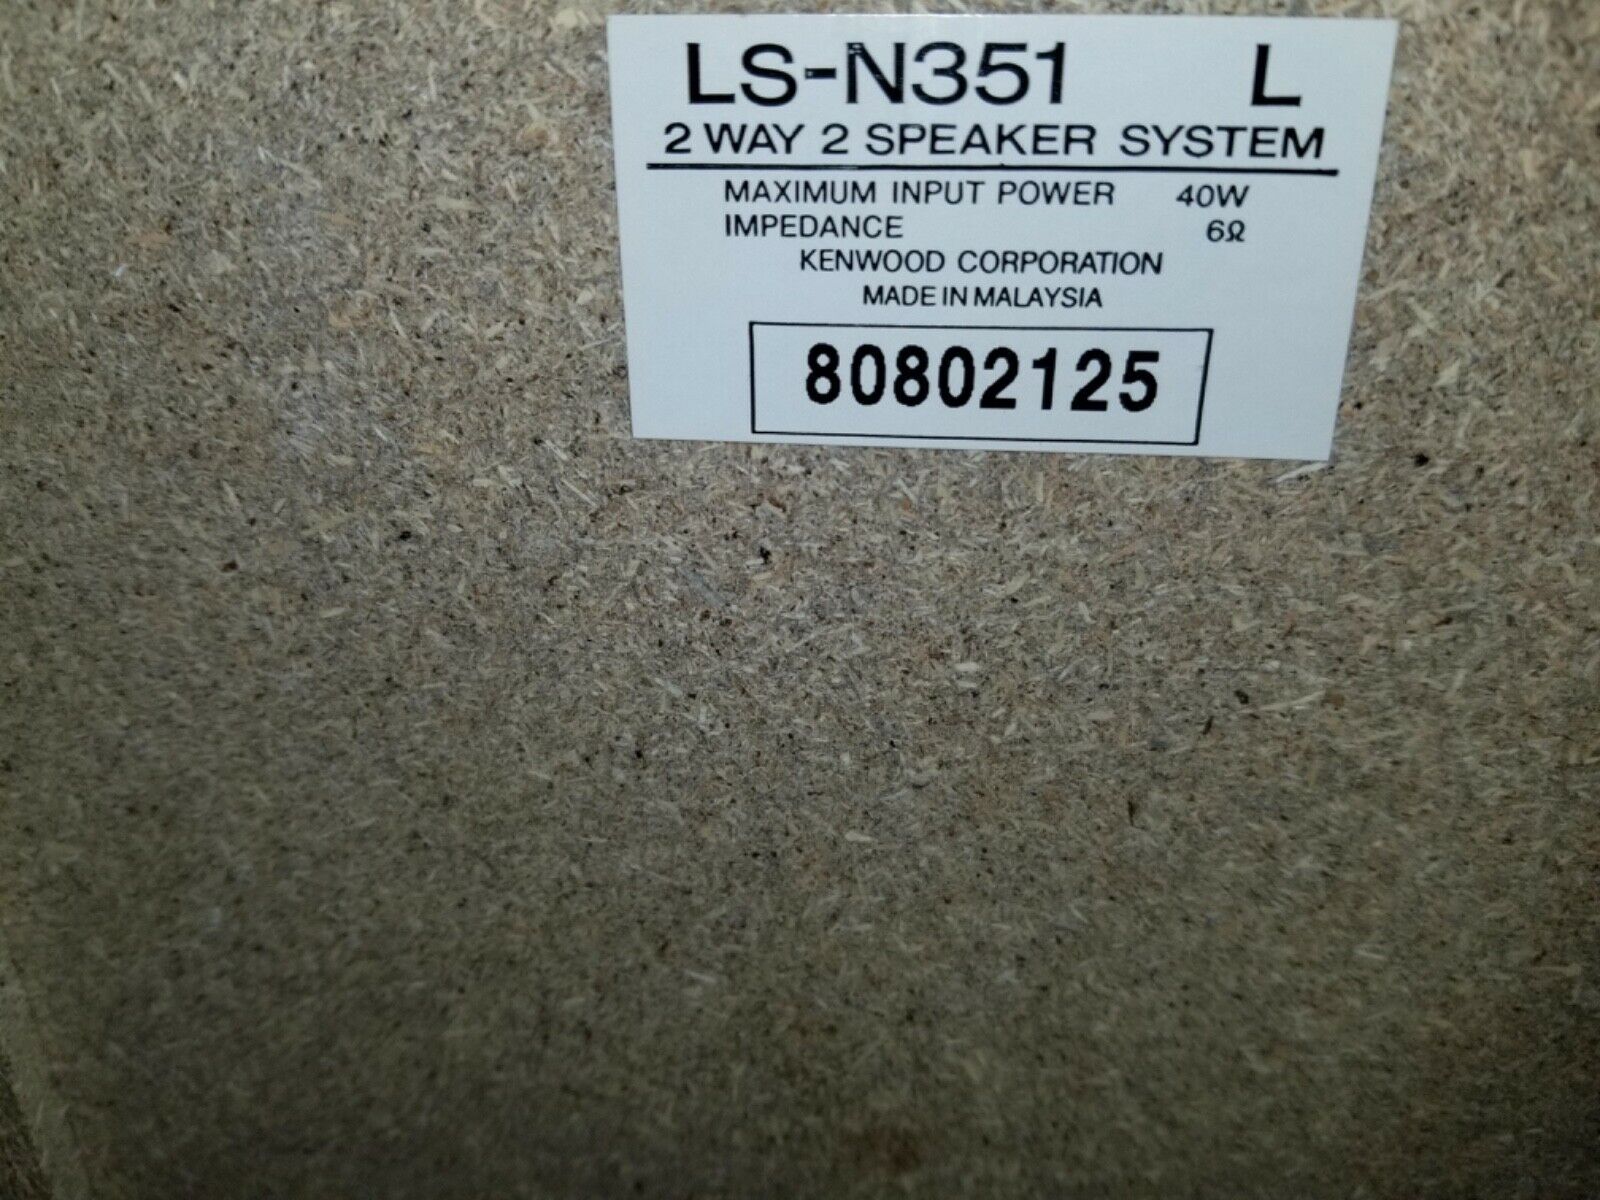 LS-N351 L
2 WAY 2 SPEAKER SYSTEM
MAXIMUM INPUT POWER 40W
IMPEDANCE 6Ω
KENWOOD CORPORATION
MADE IN MALAYSIA
80802125